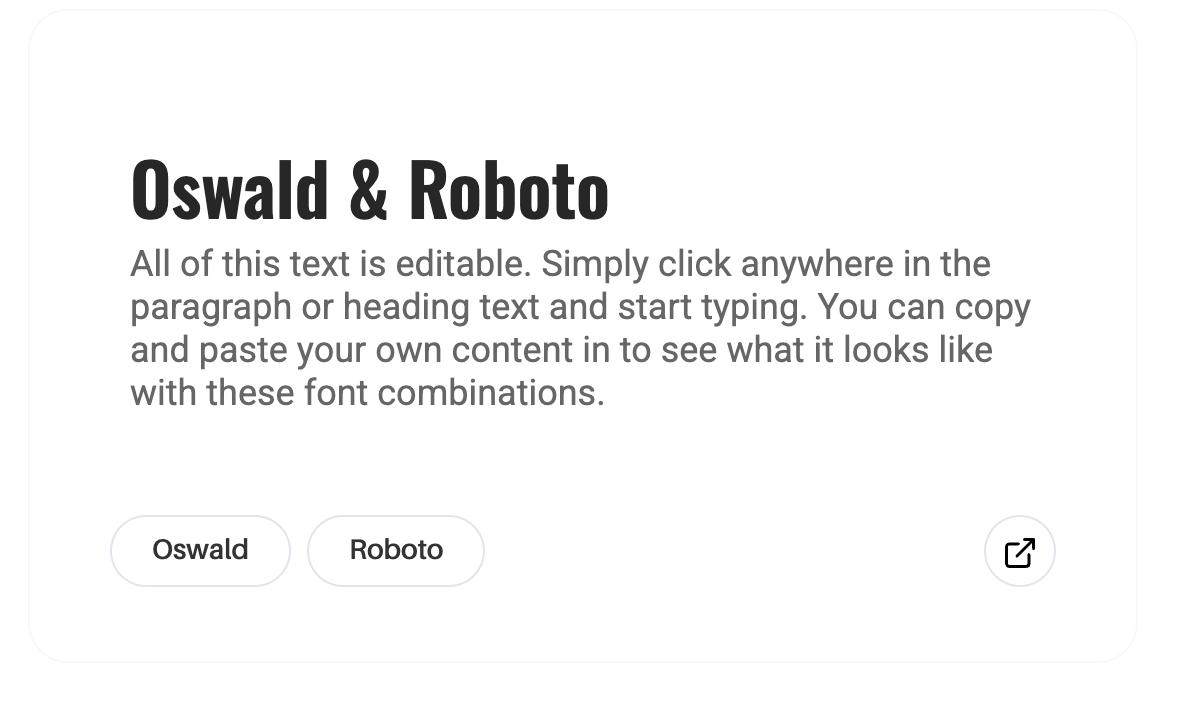 Oswald & Roboto
All of this text is editable. Simply click anywhere in the
paragraph or heading text and start typing. You can copy
and paste your own content in to see what it looks like
with these font combinations.
Oswald
Roboto